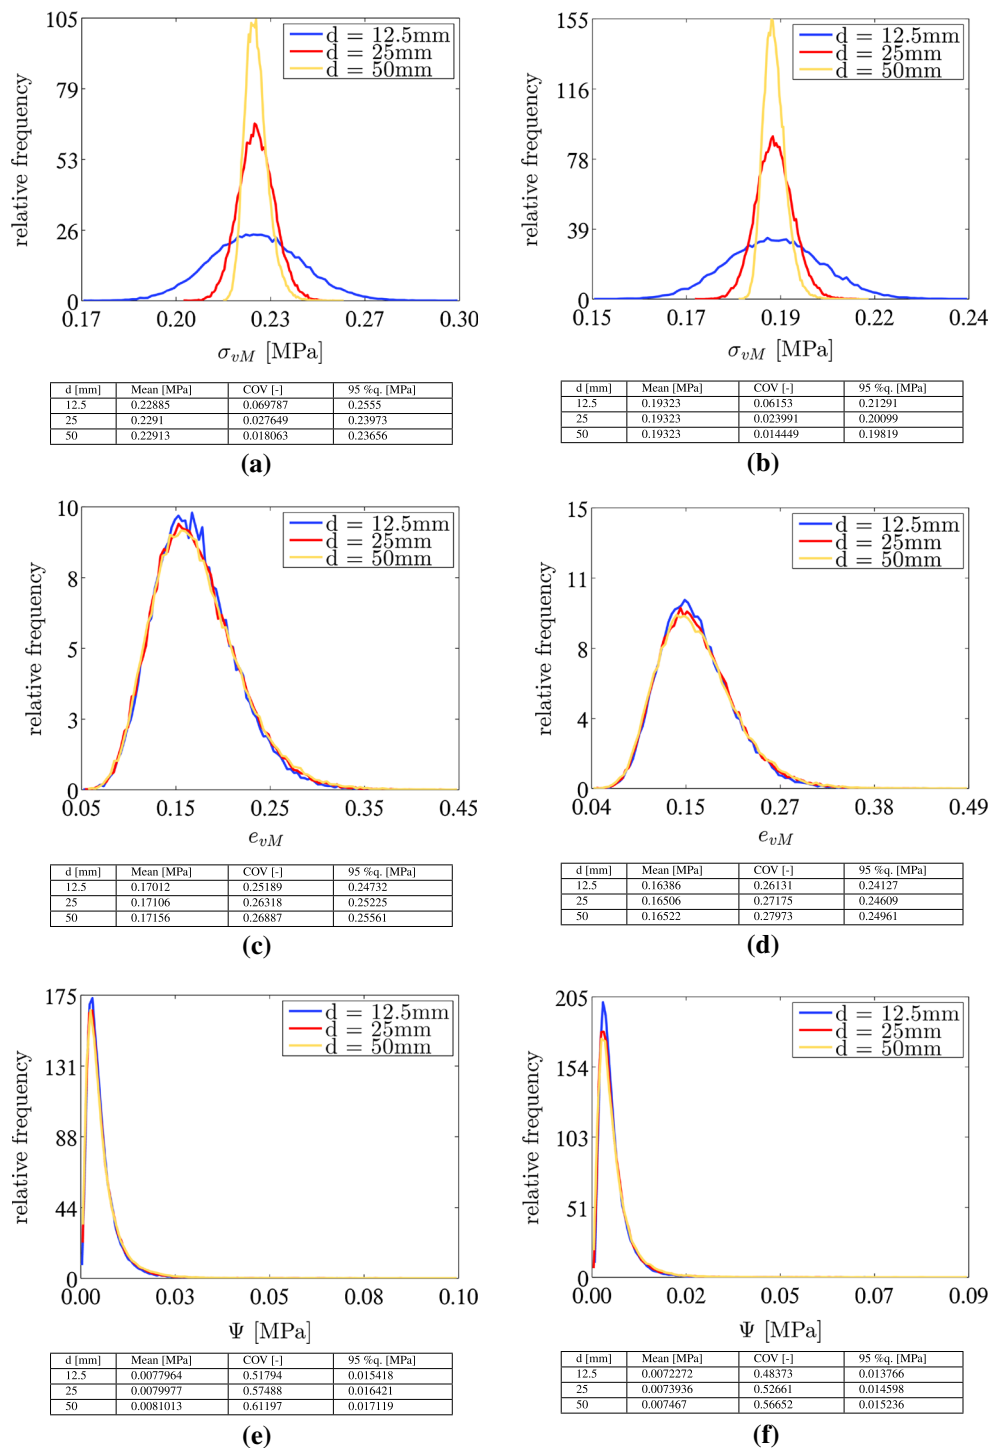 105
79
53
26
0
relative frequency
d = 12.5mm
d = 25mm
d = 50mm
0.17 0.20 0.23 0.27 0.30
σvM [MPa]
d [mm] Mean [MPa] COV [-] 95 %q. [MPa]
12.5 0.22885 0.069787 0.2555
25 0.2291 0.027649 0.23973
50 0.22913 0.018063 0.23656
(a)
155
116
78
39
0
relative frequency
d = 12.5mm
d = 25mm
d = 50mm
0.15 0.17 0.19 0.22 0.24
σvM [MPa]
d [mm] Mean [MPa] COV [-] 95 %q. [MPa]
12.5 0.19323 0.06153 0.21291
25 0.19323 0.023991 0.20099
50 0.19323 0.014449 0.19819
(b)
10
8
5
3
0
relative frequency
d = 12.5mm
d = 25mm
d = 50mm
0.05 0.15 0.25 0.35 0.45
evM
d [mm] Mean [MPa] COV [-] 95 %q. [MPa]
12.5 0.17012 0.25189 0.24732
25 0.17106 0.26318 0.25225
50 0.17156 0.26887 0.25561
(c)
15
11
8
4
0
relative frequency
d = 12.5mm
d = 25mm
d = 50mm
0.04 0.15 0.27 0.38 0.49
evM
d [mm] Mean [MPa] COV [-] 95 %q. [MPa]
12.5 0.16386 0.26131 0.24127
25 0.16506 0.27175 0.24609
50 0.16522 0.27973 0.24961
(d)
175
131
88
44
0
relative frequency
d = 12.5mm
d = 25mm
d = 50mm
0.00 0.03 0.05 0.08 0.10
Ψ [MPa]
d [mm] Mean [MPa] COV [-] 95 %q. [MPa]
12.5 0.0077964 0.51794 0.015418
25 0.0079977 0.57488 0.016421
50 0.0081013 0.61197 0.017119
(e)
205
154
103
51
0
relative frequency
d = 12.5mm
d = 25mm
d = 50mm
0.00 0.02 0.05 0.07 0.09
Ψ [MPa]
d [mm] Mean [MPa] COV [-] 95 %q. [MPa]
12.5 0.0072272 0.48373 0.013766
25 0.0073936 0.52661 0.014598
50 0.007467 0.56652 0.015236
(f)